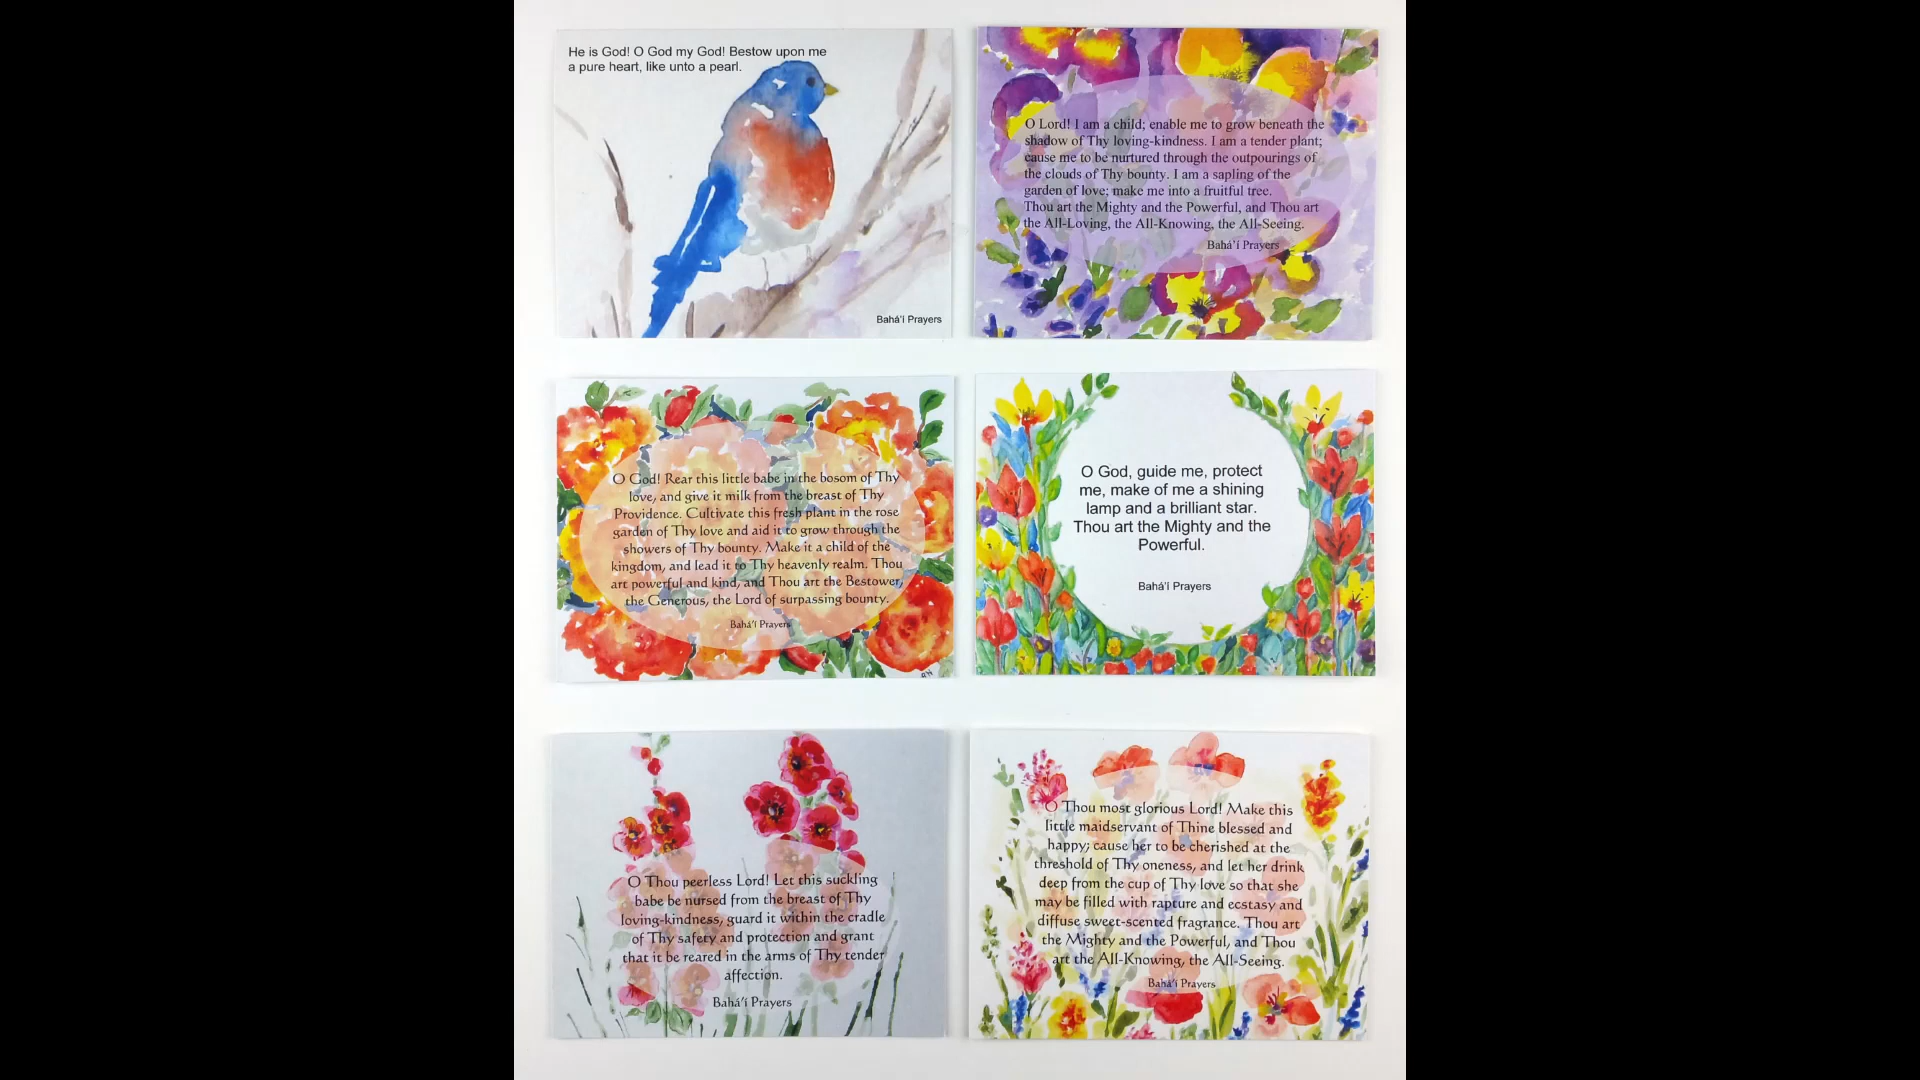 He is God! O God my God! Bestow upon me
a pure heart, like unto a pearl.
Bahá'í Prayers
O Lord! I am a child; enable me to grow beneath the
shadow of Thy loving-kindness. I am a tender plant;
cause me to be nurtured through the outpourings of
the clouds of Thy bounty. I am a sapling of the
garden of love; make me into a fruitful tree.
Thou art the Mighty and the Powerful, and Thou art
the All-Loving, the All-Knowing, the All-Seeing.
Bahá'í Prayers
O God! Rear this little babe in the bosom of Thy
love, and give it milk from the breast of Thy
Providence. Cultivate this fresh plant in the rose
garden of Thy love and aid it to grow through the
showers of Thy bounty. Make it a child of the
kingdom, and lead it to Thy heavenly realm. Thou
art powerful and kind, and Thou art the Bestower,
the Generous, the Lord of surpassing bounty.
Bahá'í Prayers
O God, guide me, protect
me, make of me a shining
lamp and a brilliant star.
Thou art the Mighty and the
Powerful.
Bahá'í Prayers
O Thou peerless Lord! Let this suckling
babe be nursed from the breast of Thy
loving-kindness, guard it within the cradle
of Thy safety and protection and grant
that it be reared in the arms of Thy tender
affection.
Bahá'í Prayers
O Thou most glorious Lord! Make this
little maidservant of Thine blessed and
happy; cause her to be cherished at the
threshold of Thy oneness, and let her drink
deep from the cup of Thy love so that she
may be filled with rapture and ecstasy and
diffuse sweet-scented fragrance. Thou art
the Mighty and the Powerful, and Thou
art the All-Knowing, the All-Seeing.
Bahá'í Prayers